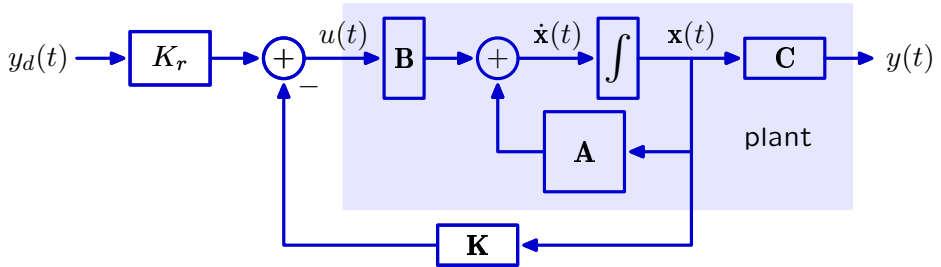 y_d(t) K_r + u(t) B + ẋ(t) ∫ x(t) C y(t)
−
A plant
K